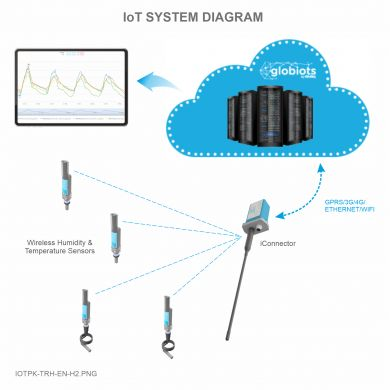 IoT SYSTEM DIAGRAM
globiots
GPRS/3G/4G/
ETHERNET/WIFI
Wireless Humidity &
Temperature Sensors
iConnector
IOTPK-TRH-EN-H2.PNG